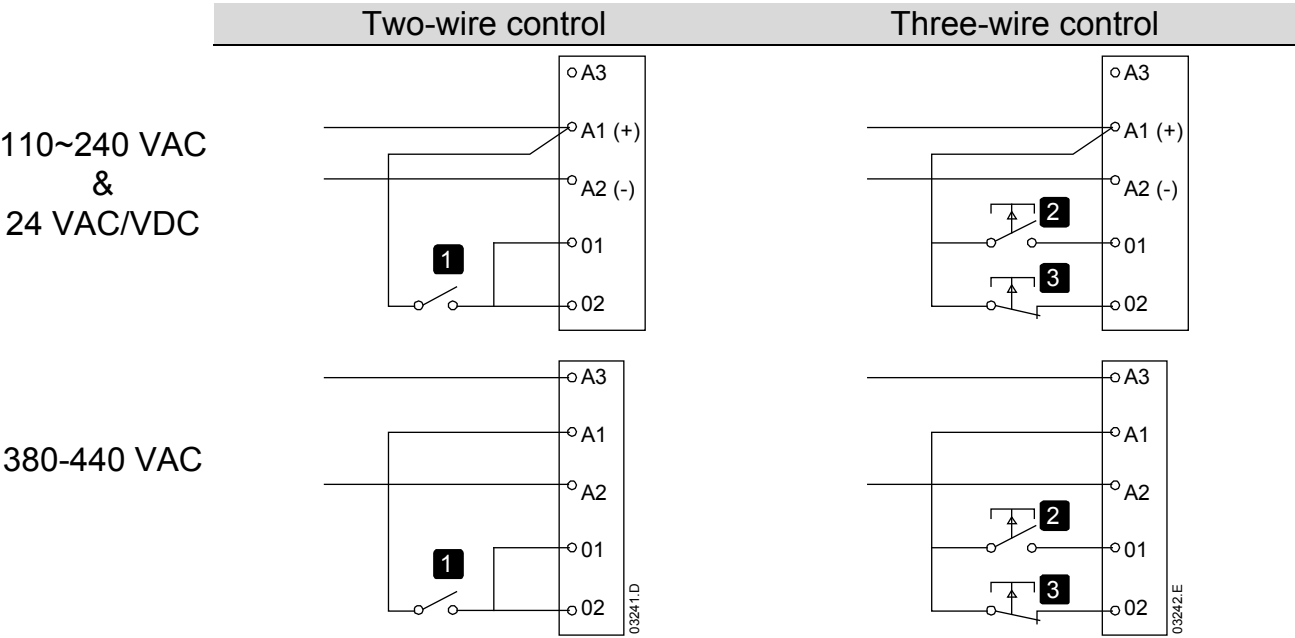 Two-wire control
Three-wire control
110~240 VAC
&
24 VAC/VDC
A3
A1 (+)
A2 (-)
1
01
02
A3
A1 (+)
A2 (-)
2
01
3
02
380-440 VAC
A3
A1
A2
1
01
02
03241.D
A3
A1
A2
2
01
3
02
03242.E